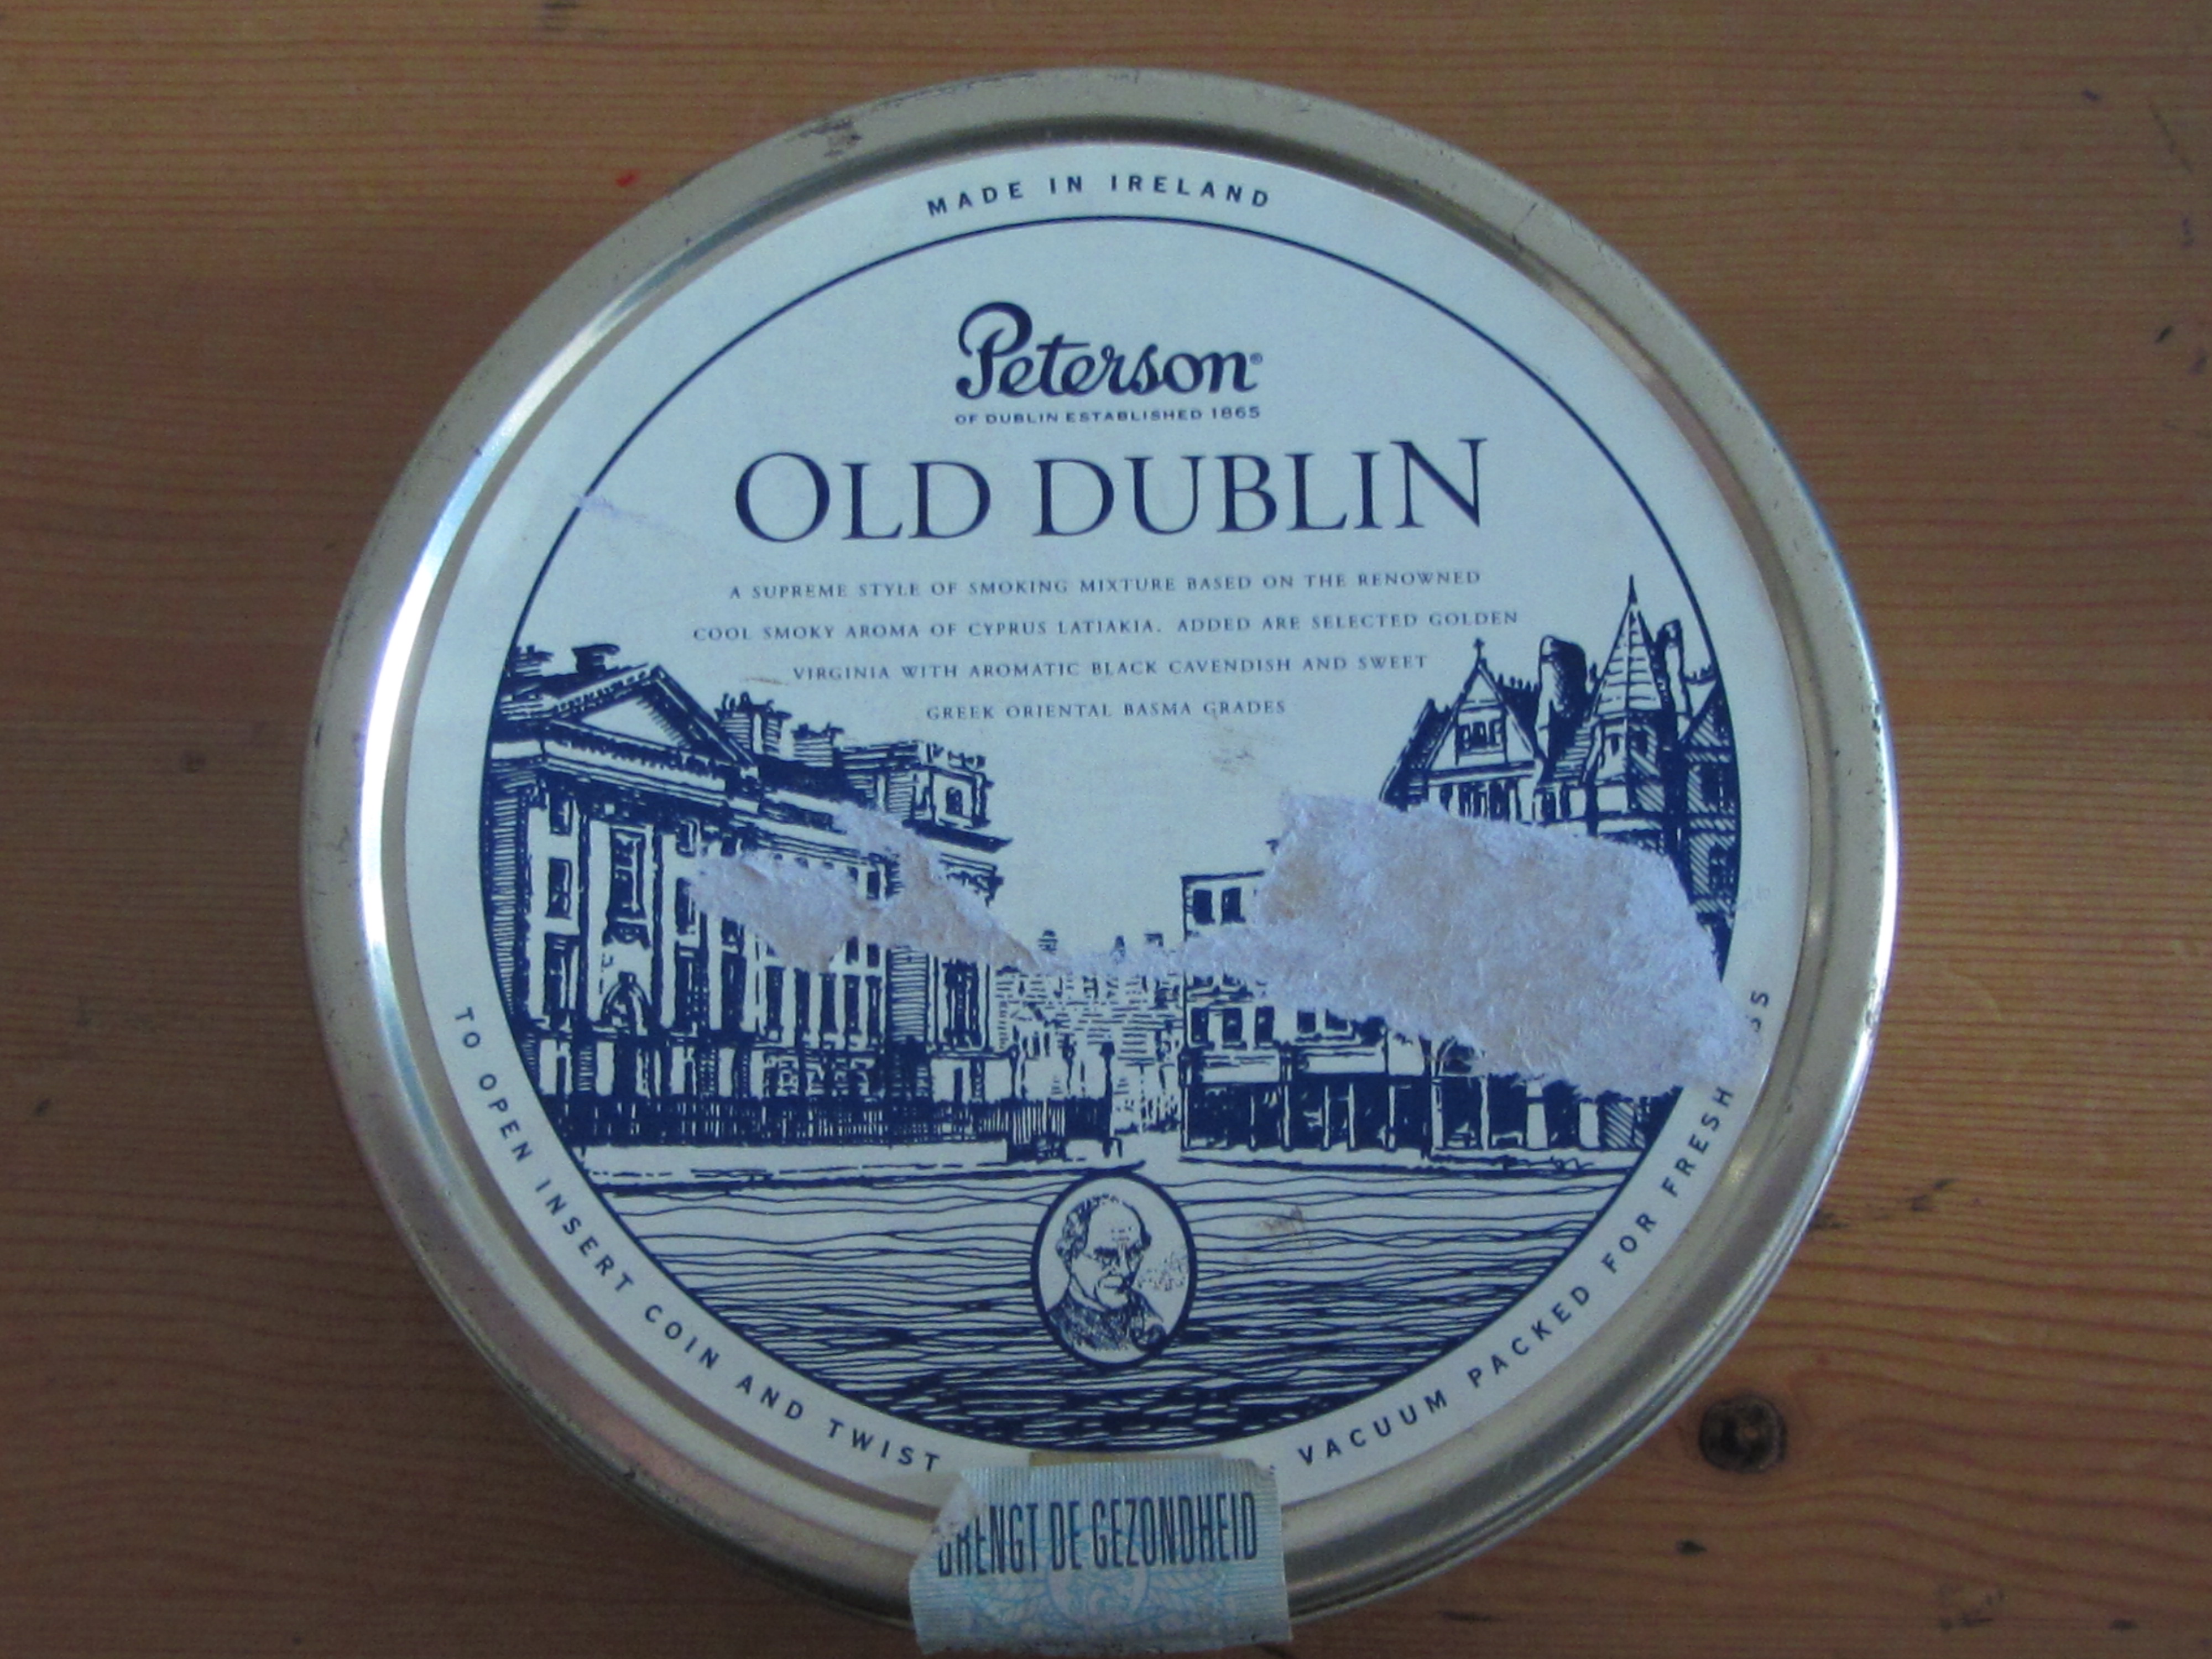 MADE IN IRELAND
Peterson®
OF DUBLIN ESTABLISHED 1865
OLD DUBLIN
A SUPREME STYLE OF SMOKING MIXTURE BASED ON THE RENOWNED
COOL SMOKY AROMA OF CYPRUS LATIAKIA. ADDED ARE SELECTED GOLDEN
VIRGINIA WITH AROMATIC BLACK CAVENDISH AND SWEET
GREEK ORIENTAL BASMA GRADES
TO OPEN INSERT COIN AND TWIST
VACUUM PACKED FOR
DE GEZONDHEID